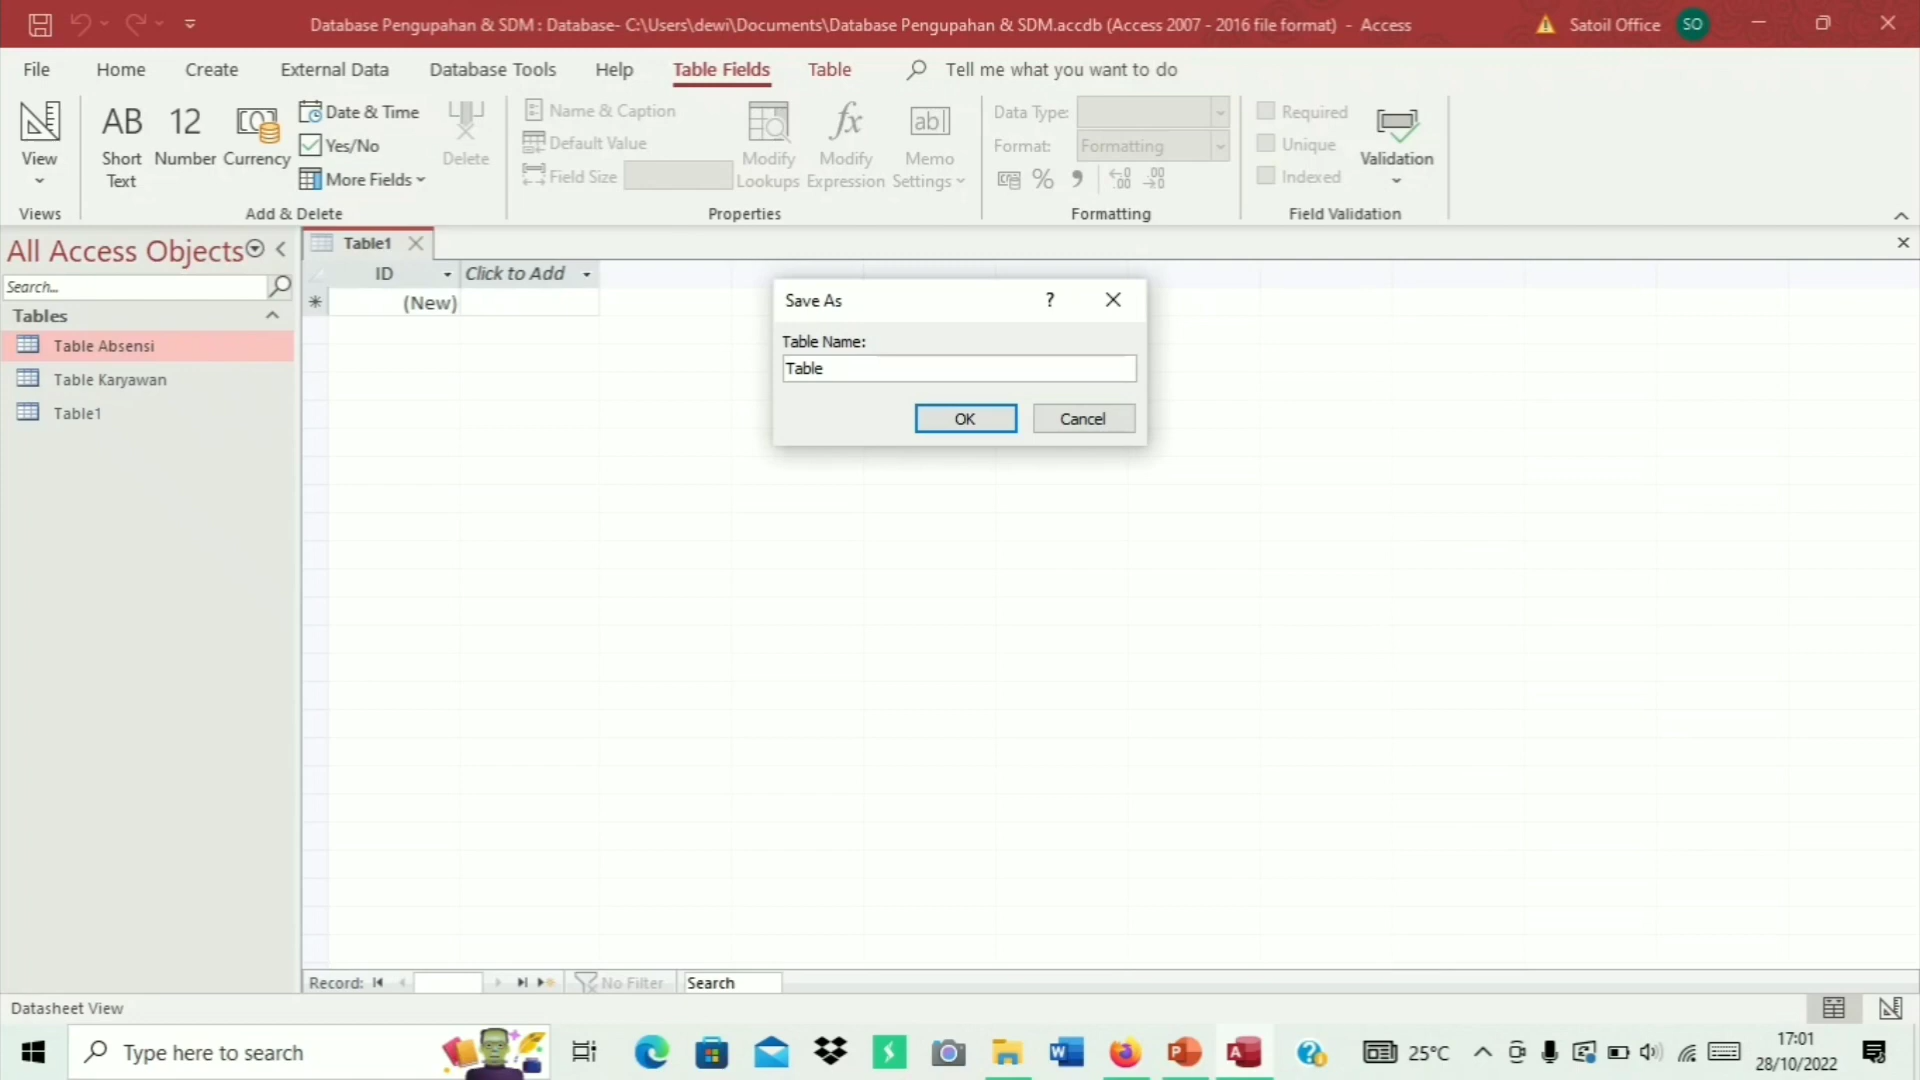 Database Pengupahan & SDM : Database- C:\Users\dewi\Documents\Database Pengupahan & SDM.accdb (Access 2007 - 2016 file format) - Access
Satoil Office
SO
File
Home
Create
External Data
Database Tools
Help
Table Fields
Table
Tell me what you want to do
View
AB
Short
Text
12
Number
Currency
Date & Time
Yes/No
More Fields
Delete
Name & Caption
Default Value
Field Size
Modify
Lookups
fx
Modify
Expression
ab|
Memo
Settings
Data Type:
Format:
Formatting
%
Required
Unique
Indexed
Validation
Views
Add & Delete
Properties
Formatting
Field Validation
All Access Objects
Search...
Tables
Table Absensi
Table Karyawan
Table1
Table1
ID
Click to Add
(New)
Save As
?
Table Name:
Table
OK
Cancel
Record:
No Filter
Search
Datasheet View
Type here to search
25°C
17:01
28/10/2022